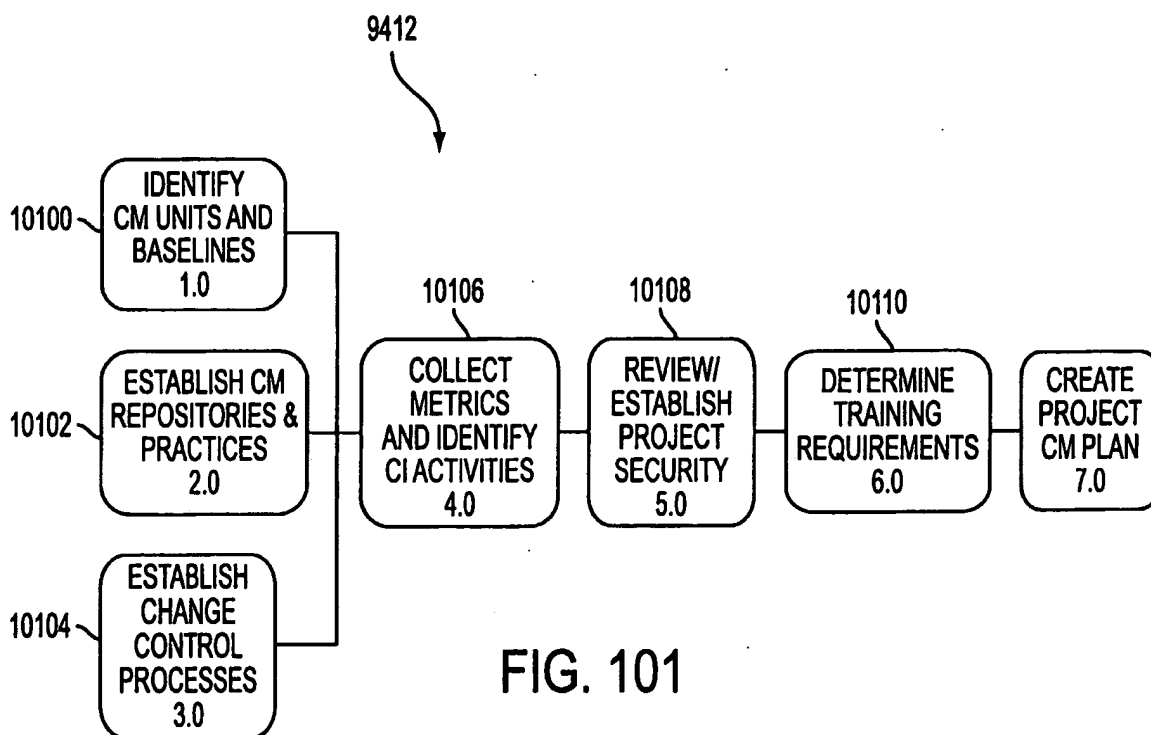 9412
10100
IDENTIFY
CM UNITS AND
BASELINES
1.0
10102
ESTABLISH CM
REPOSITORIES &
PRACTICES
2.0
10104
ESTABLISH
CHANGE
CONTROL
PROCESSES
3.0
10106
COLLECT
METRICS
AND IDENTIFY
CI ACTIVITIES
4.0
10108
REVIEW/
ESTABLISH
PROJECT
SECURITY
5.0
10110
DETERMINE
TRAINING
REQUIREMENTS
6.0
CREATE
PROJECT
CM PLAN
7.0
FIG. 101